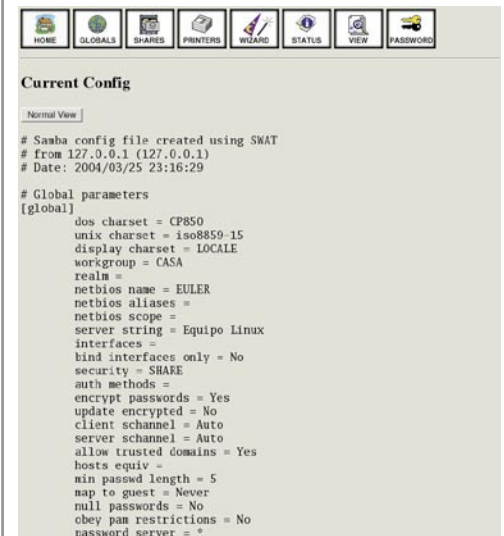 HOME GLOBALS SHARES PRINTERS WIZARD STATUS VIEW PASSWORD
Current Config
Normal View
# Samba config file created using SWAT
# from 127.0.0.1 (127.0.0.1)
# Date: 2004/03/25 23:16:29
# Global parameters
[global]
dos charset = CP850
unix charset = iso8859-15
display charset = LOCALE
workgroup = CASA
realm =
netbios name = EULER
netbios aliases =
netbios scope =
server string = Equipo Linux
interfaces =
bind interfaces only = No
security = SHARE
auth methods =
encrypt passwords = Yes
update encrypted = No
client schannel = Auto
server schannel = Auto
allow trusted domains = Yes
hosts equiv =
min passwd length = 5
map to guest = Never
null passwords = No
obey pam restrictions = No
password server = *